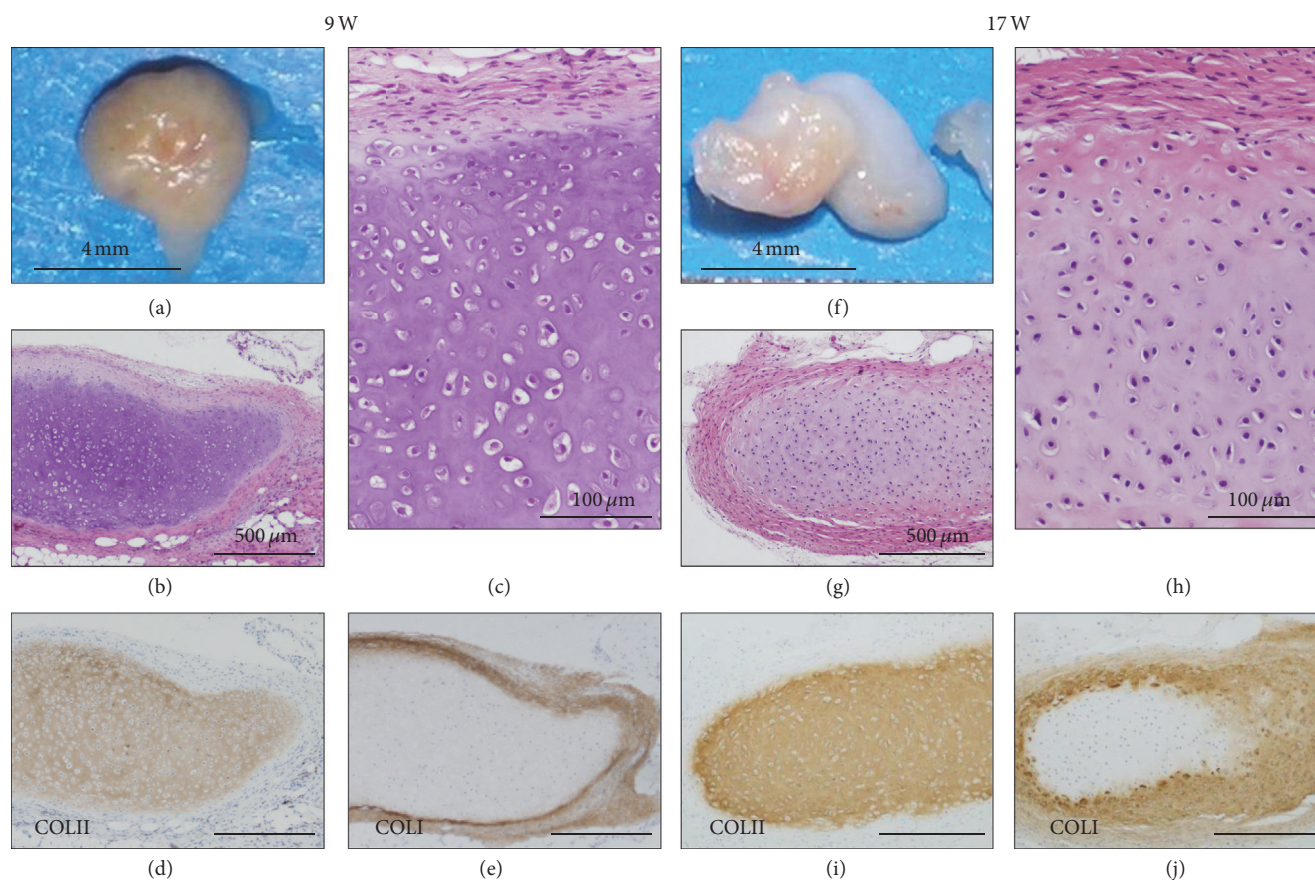 9 W
17 W
4 mm
(a)
500 μm
(b)
100 μm
(c)
COLII
(d)
COLI
(e)
4 mm
(f)
500 μm
(g)
100 μm
(h)
COLII
(i)
COLI
(j)